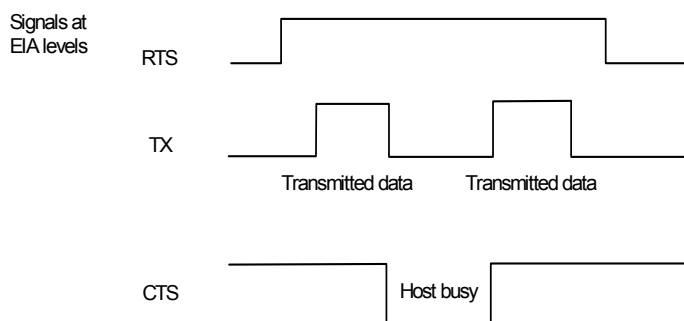 Signals at
EIA levels
RTS
TX
Transmitted data Transmitted data
CTS
Host busy